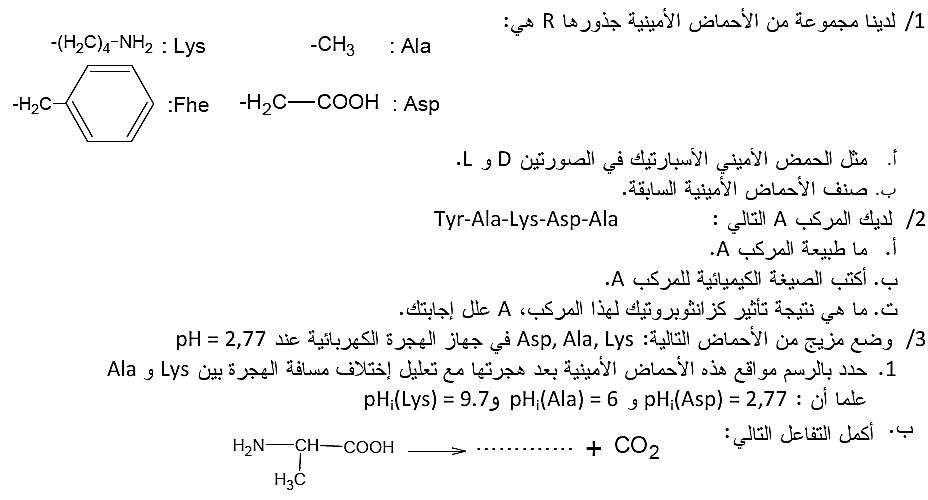 1/ لدينا مجموعة من الأحماض الأمينية جذورها R هي:
-(H₂C)₄-NH₂ : Lys -CH₃ : Ala
-H₂C- :Fhe -H₂C—COOH : Asp
أ. مثل الحمض الأميني الأسبارتيك في الصورتين D و L.
ب. صنف الأحماض الأمينية السابقة.
2/ لديك المركب A التالي : Tyr-Ala-Lys-Asp-Ala
أ. ما طبيعة المركب A.
ب. أكتب الصيغة الكيميائية للمركب A.
ت. ما هي نتيجة تأثير كزانثوبروتيك لهذا المركب، A علل إجابتك.
3/ وضع مزيج من الأحماض التالية: Asp, Ala, Lys في جهاز الهجرة الكهربائية عند pH = 2,77
1. حدد بالرسم مواقع هذه الأحماض الأمينية بعد هجرتها مع تعليل إختلاف مسافة الهجرة بين Lys و Ala
علما أن : pHᵢ(Asp) = 2,77 و pHᵢ(Ala) = 6 و pHᵢ(Lys) = 9.7
ب. أكمل التفاعل التالي:
H₂N—CH—COOH → ............. + CO₂
H₃C